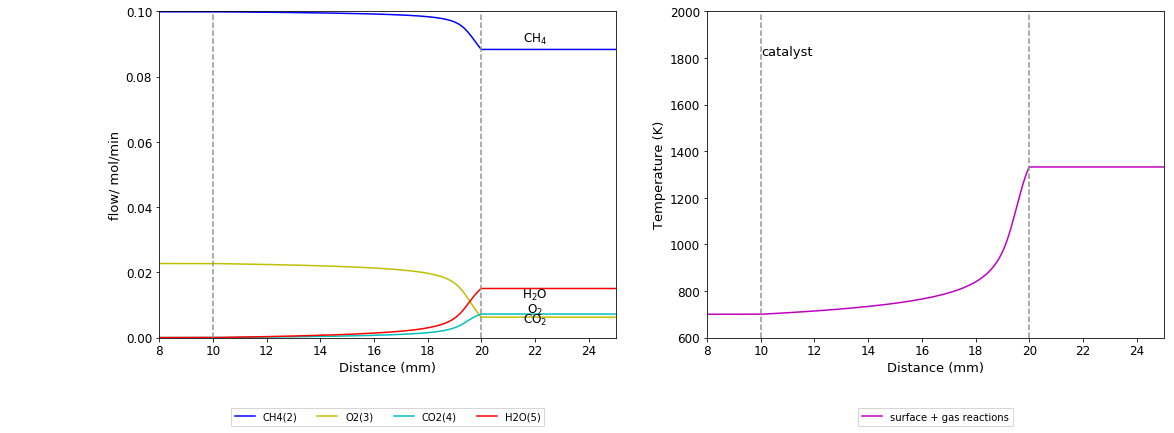 0.10
0.08
0.06
0.04
0.02
0.00
flow/ mol/min
CH₄
H₂O
O₂
CO₂
8 10 12 14 16 18 20 22 24
Distance (mm)
CH4(2) O2(3) CO2(4) H2O(5)
2000
1800
1600
1400
1200
1000
800
600
Temperature (K)
catalyst
8 10 12 14 16 18 20 22 24
Distance (mm)
surface + gas reactions